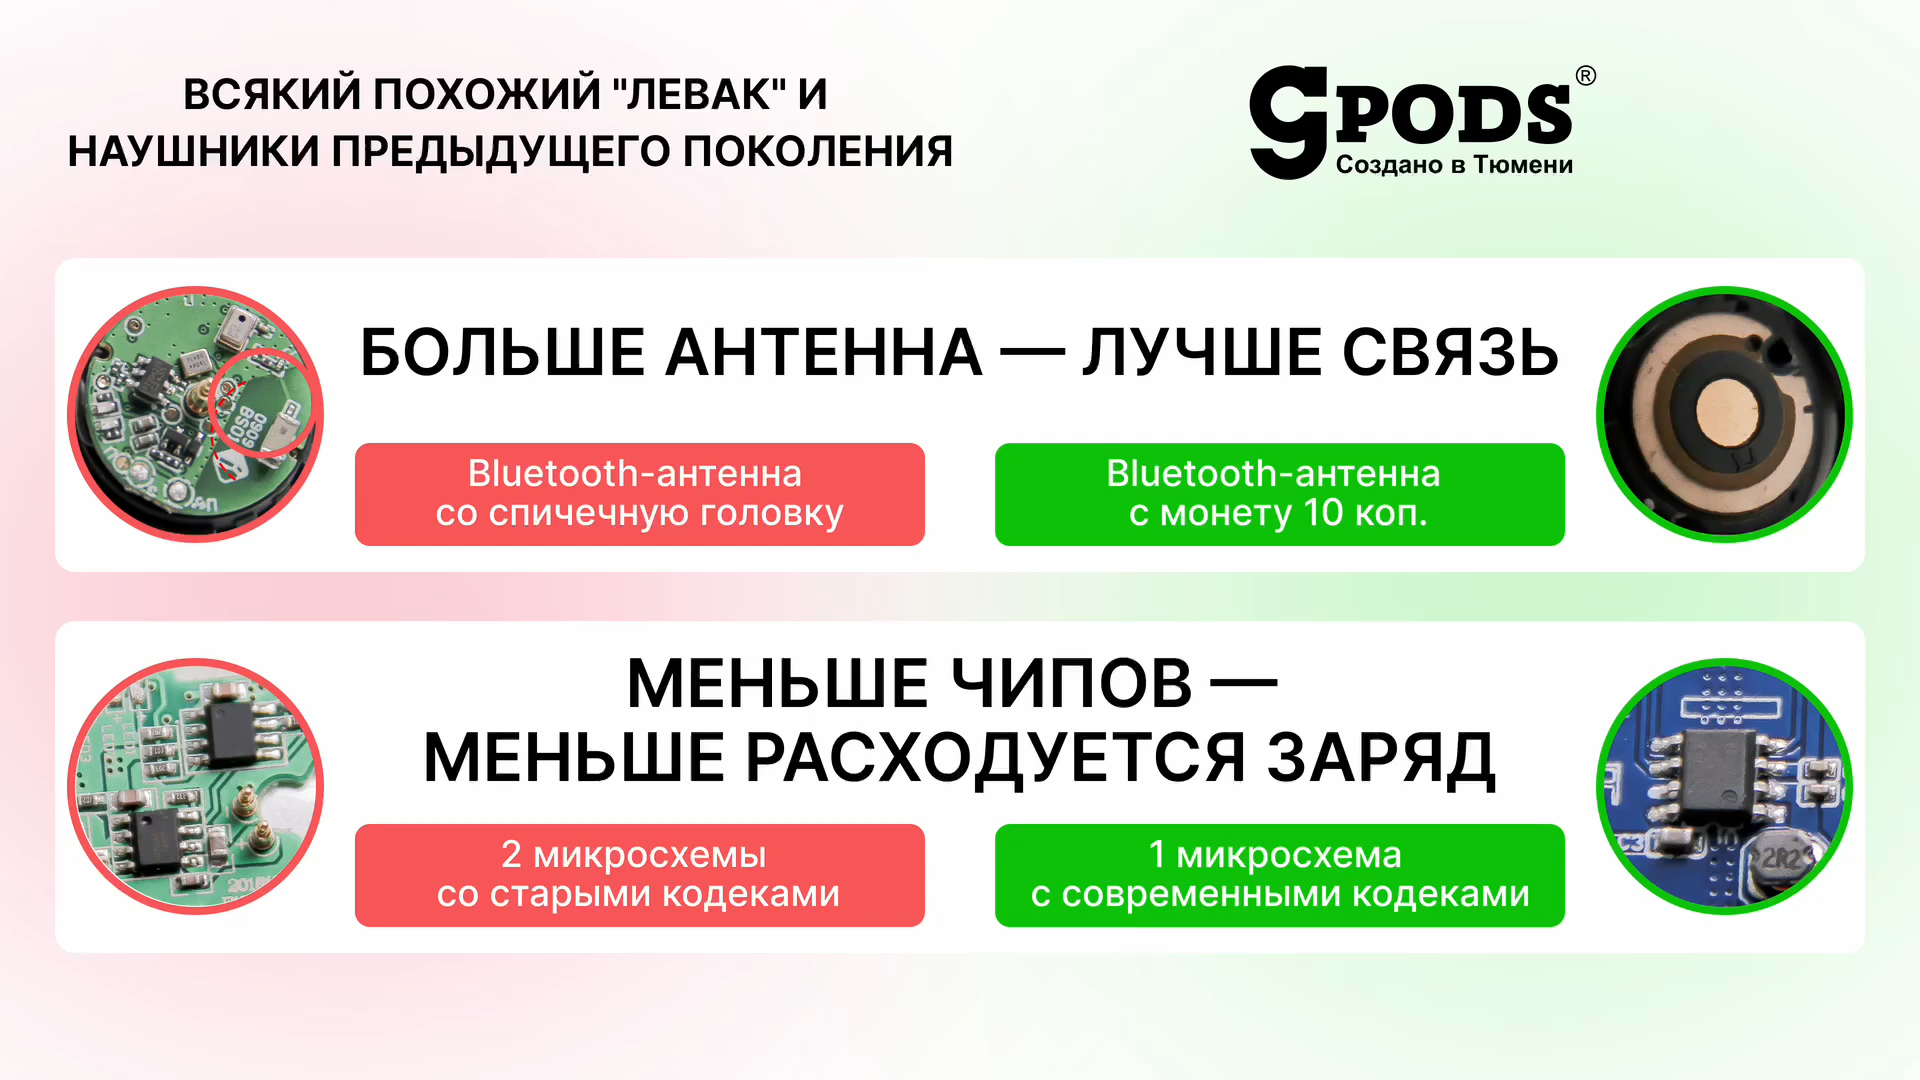 ВСЯКИЙ ПОХОЖИЙ "ЛЕВАК" И
НАУШНИКИ ПРЕДЫДУЩЕГО ПОКОЛЕНИЯ
gPODS®
Создано в Тюмени
БОЛЬШЕ АНТЕННА — ЛУЧШЕ СВЯЗЬ
Bluetooth-антенна
со спичечную головку
Bluetooth-антенна
с монету 10 коп.
МЕНЬШЕ ЧИПОВ —
МЕНЬШЕ РАСХОДУЕТСЯ ЗАРЯД
2 микросхемы
со старыми кодеками
1 микросхема
с современными кодеками
2R2